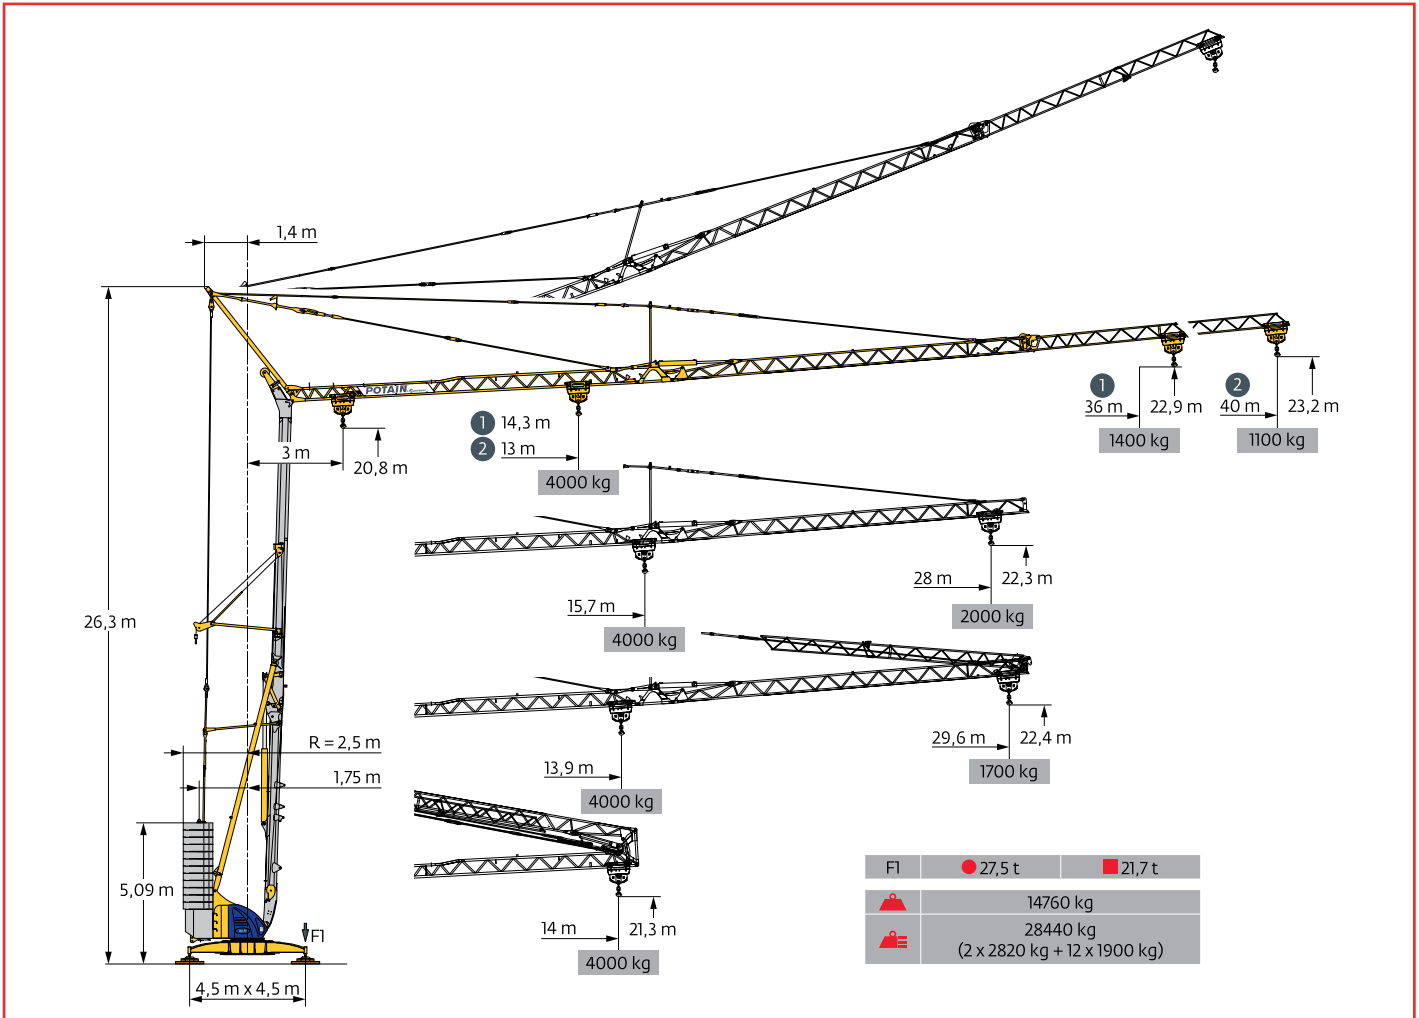 1,4 m
POTAIN
1
36 m
22,9 m
1400 kg
2
40 m
23,2 m
1100 kg
1 14,3 m
2 13 m
4000 kg
3 m
20,8 m
28 m
22,3 m
2000 kg
15,7 m
4000 kg
26,3 m
R = 2,5 m
1,75 m
29,6 m
22,4 m
1700 kg
13,9 m
4000 kg
5,09 m
F1
4,5 m x 4,5 m
14 m
21,3 m
4000 kg
F1 27,5 t 21,7 t
14760 kg
28440 kg
(2 x 2820 kg + 12 x 1900 kg)